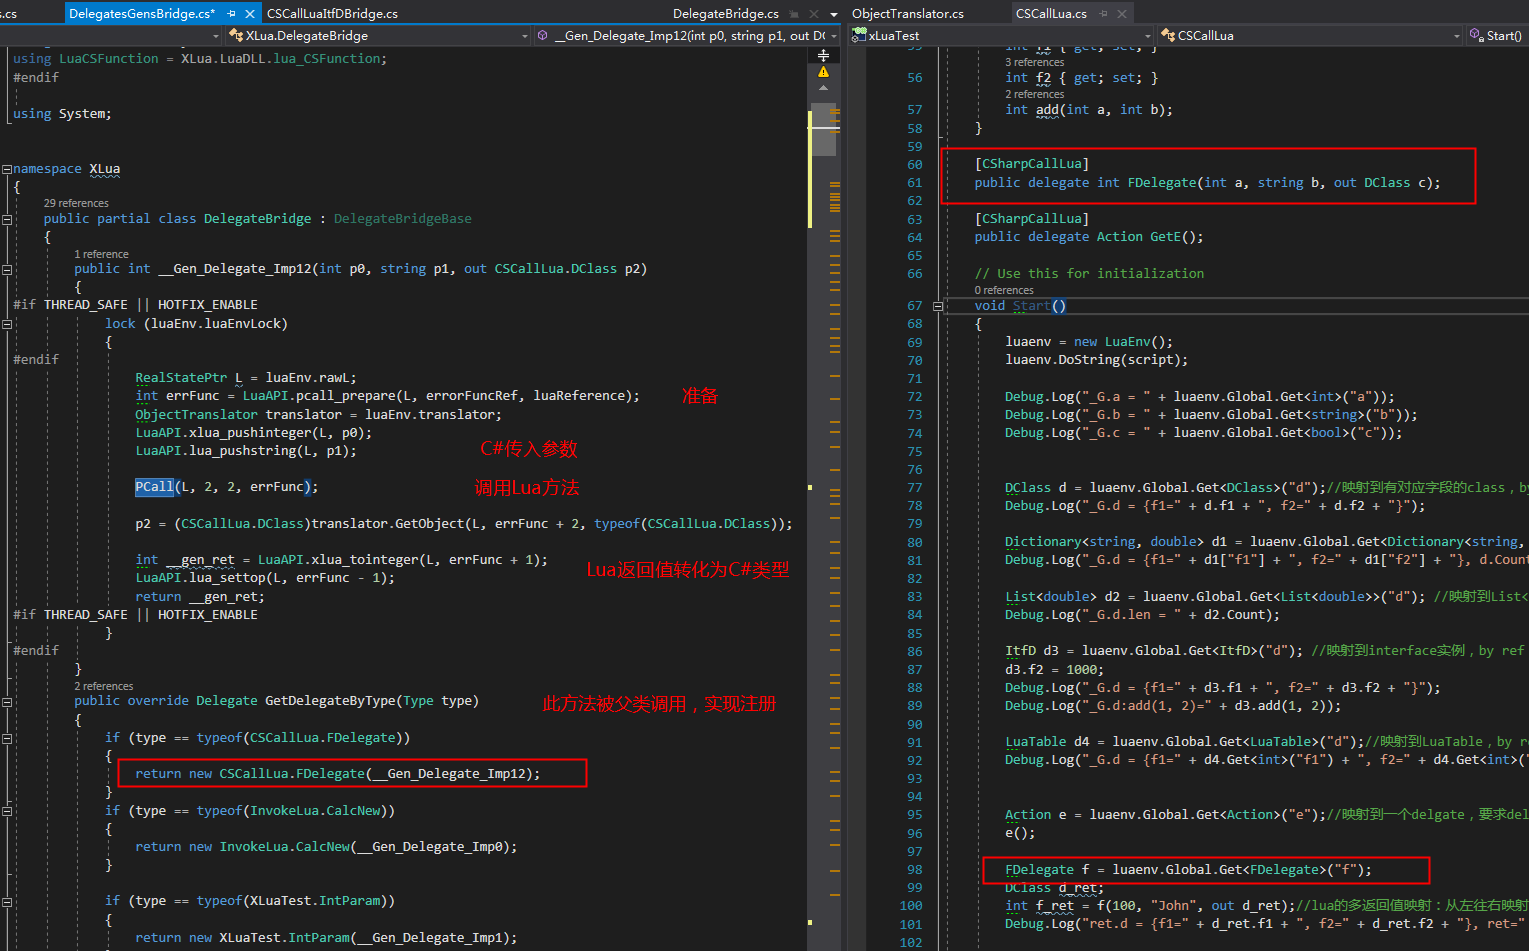 s.cs
DelegatesGensBridge.cs*
CSCallLuaItfDBridge.cs
DelegateBridge.cs
XLua.DelegateBridge
__Gen_Delegate_Imp12(int p0, string p1, out DC
using LuaCSFunction = XLua.LuaDLL.lua_CSFunction;
#endif
using System;
namespace XLua
{
29 references
public partial class DelegateBridge : DelegateBridgeBase
{
1 reference
public int __Gen_Delegate_Imp12(int p0, string p1, out CSCallLua.DClass p2)
{
#if THREAD_SAFE || HOTFIX_ENABLE
lock (luaEnv.luaEnvLock)
{
#endif
RealStatePtr L = luaEnv.rawL;
int errFunc = LuaAPI.pcall_prepare(L, errorFuncRef, luaReference); 准备
ObjectTranslator translator = luaEnv.translator;
LuaAPI.xlua_pushinteger(L, p0);
LuaAPI.lua_pushstring(L, p1); C#传入参数
PCall(L, 2, 2, errFunc); 调用Lua方法
p2 = (CSCallLua.DClass)translator.GetObject(L, errFunc + 2, typeof(CSCallLua.DClass));
int __gen_ret = LuaAPI.xlua_tointeger(L, errFunc + 1);
Lua返回值转化为C#类型
LuaAPI.lua_settop(L, errFunc - 1);
return __gen_ret;
#if THREAD_SAFE || HOTFIX_ENABLE
}
#endif
}
2 references
public override Delegate GetDelegateByType(Type type) 此方法被父类调用，实现注册
{
if (type == typeof(CSCallLua.FDelegate))
{
return new CSCallLua.FDelegate(__Gen_Delegate_Imp12);
}
if (type == typeof(InvokeLua.CalcNew))
{
return new InvokeLua.CalcNew(__Gen_Delegate_Imp0);
}
if (type == typeof(XLuaTest.IntParam))
{
return new XLuaTest.IntParam(__Gen_Delegate_Imp1);
ObjectTranslator.cs
CSCallLua.cs
xLuaTest
CSCallLua
Start()
55 int f1 { get; set; }
3 references
56 int f2 { get; set; }
2 references
57 int add(int a, int b);
58 }
59
60 [CSharpCallLua]
61 public delegate int FDelegate(int a, string b, out DClass c);
62
63 [CSharpCallLua]
64 public delegate Action GetE();
65
66 // Use this for initialization
0 references
67 void Start()
68 {
69 luaenv = new LuaEnv();
70 luaenv.DoString(script);
71
72 Debug.Log("_G.a = " + luaenv.Global.Get<int>("a"));
73 Debug.Log("_G.b = " + luaenv.Global.Get<string>("b"));
74 Debug.Log("_G.c = " + luaenv.Global.Get<bool>("c"));
75
76
77 DClass d = luaenv.Global.Get<DClass>("d");//映射到有对应字段的class，by
78 Debug.Log("_G.d = {f1=" + d.f1 + ", f2=" + d.f2 + "}");
79
80 Dictionary<string, double> d1 = luaenv.Global.Get<Dictionary<string,
81 Debug.Log("_G.d = {f1=" + d1["f1"] + ", f2=" + d1["f2"] + "}, d.Count
82
83 List<double> d2 = luaenv.Global.Get<List<double>>("d"); //映射到List<
84 Debug.Log("_G.d.len = " + d2.Count);
85
86 ItfD d3 = luaenv.Global.Get<ItfD>("d"); //映射到interface实例，by ref
87 d3.f2 = 1000;
88 Debug.Log("_G.d = {f1=" + d3.f1 + ", f2=" + d3.f2 + "}");
89 Debug.Log("_G.d:add(1, 2)=" + d3.add(1, 2));
90
91 LuaTable d4 = luaenv.Global.Get<LuaTable>("d");//映射到LuaTable，by re
92 Debug.Log("_G.d = {f1=" + d4.Get<int>("f1") + ", f2=" + d4.Get<int>("
93
94
95 Action e = luaenv.Global.Get<Action>("e");//映射到一个delgate，要求del
96 e();
97
98 FDelegate f = luaenv.Global.Get<FDelegate>("f");
99 DClass d_ret;
100 int f_ret = f(100, "John", out d_ret);//lua的多返回值映射：从左往右映射
101 Debug.Log("ret.d = {f1=" + d_ret.f1 + ", f2=" + d_ret.f2 + "}, ret="
102